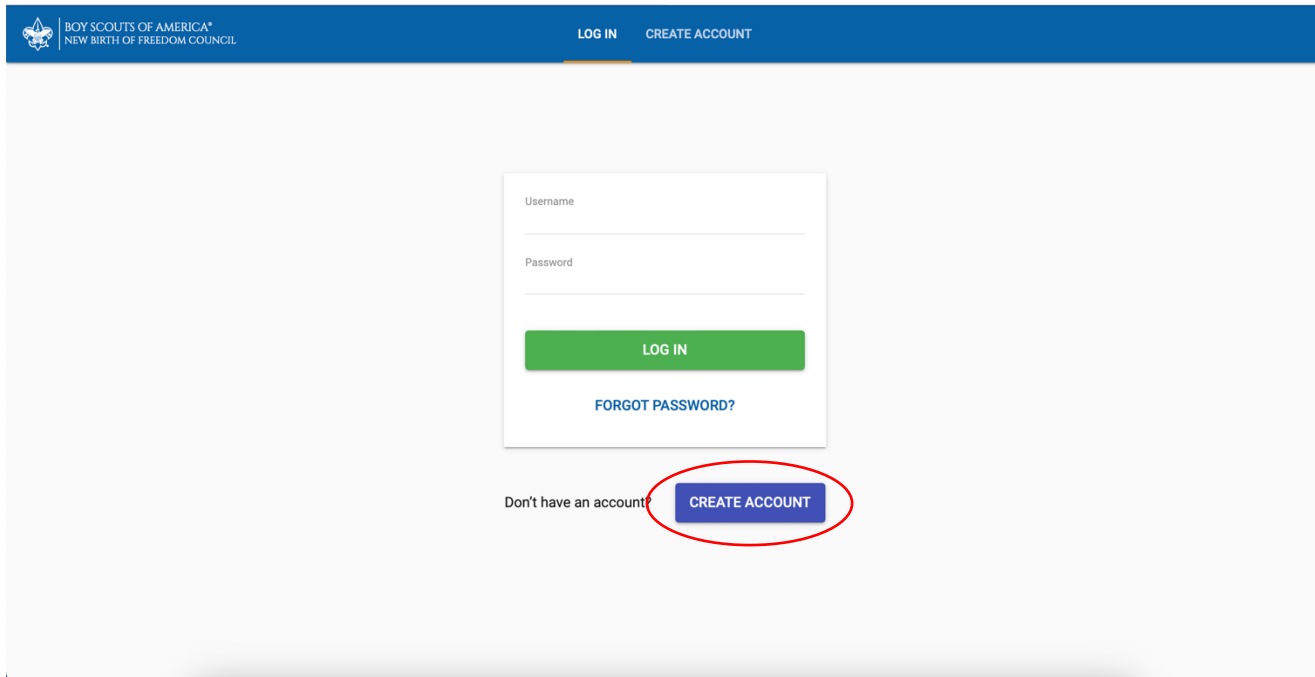 BOY SCOUTS OF AMERICA®
NEW BIRTH OF FREEDOM COUNCIL
LOG IN CREATE ACCOUNT
Username
Password
LOG IN
FORGOT PASSWORD?
Don't have an account? CREATE ACCOUNT